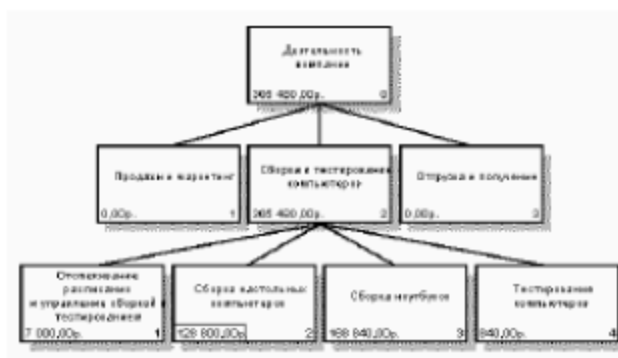 Деятельность
компании
305 480,00р. 0
Продажи и маркетинг
0,00р. 1
Сборка и тестирование
компьютеров
305 480,00р. 2
Отгрузка и получение
0,00р. 3
Отслеживание
расписания
и управление сборкой и
тестированием
7 000,00р. 1
Сборка настольных
компьютеров
128 800,00р. 2
Сборка ноутбуков
168 840,00р. 3
Тестирование
компьютеров
840,00р. 4